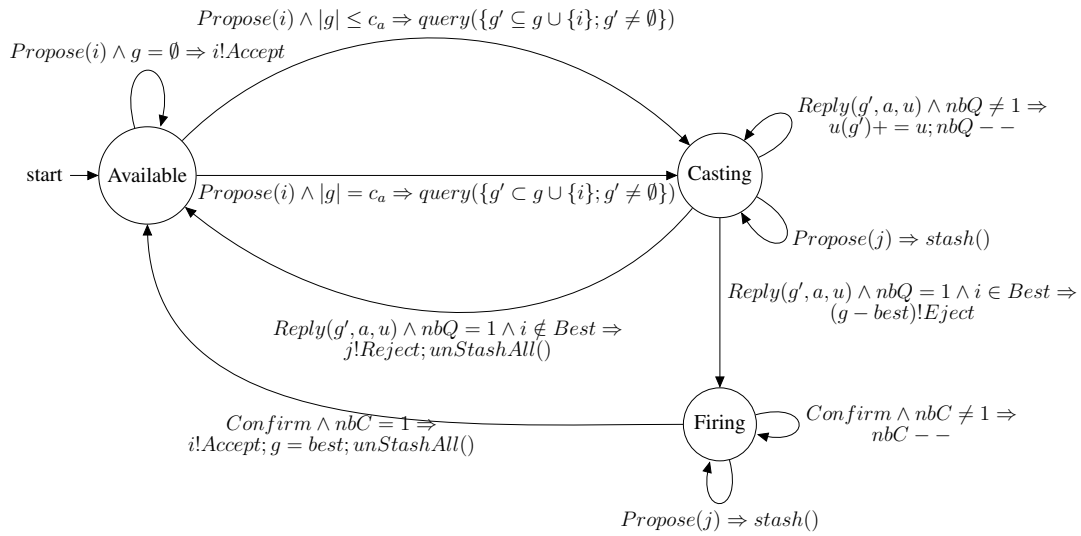 Propose(i) ∧ |g| ≤ c_a ⇒ query({g′ ⊆ g ∪ {i}; g′ ≠ ∅})
Propose(i) ∧ g = ∅ ⇒ i!Accept
Reply(g′, a, u) ∧ nbQ ≠ 1 ⇒
u(g′)+ = u; nbQ − −
start
Available
Casting
Propose(i) ∧ |g| = c_a ⇒ query({g′ ⊂ g ∪ {i}; g′ ≠ ∅})
Propose(j) ⇒ stash()
Reply(g′, a, u) ∧ nbQ = 1 ∧ i ∈ Best ⇒
(g − best)!Eject
Reply(g′, a, u) ∧ nbQ = 1 ∧ i ∉ Best ⇒
j!Reject; unStashAll()
Confirm ∧ nbC = 1 ⇒
i!Accept; g = best; unStashAll()
Firing
Confirm ∧ nbC ≠ 1 ⇒
nbC − −
Propose(j) ⇒ stash()